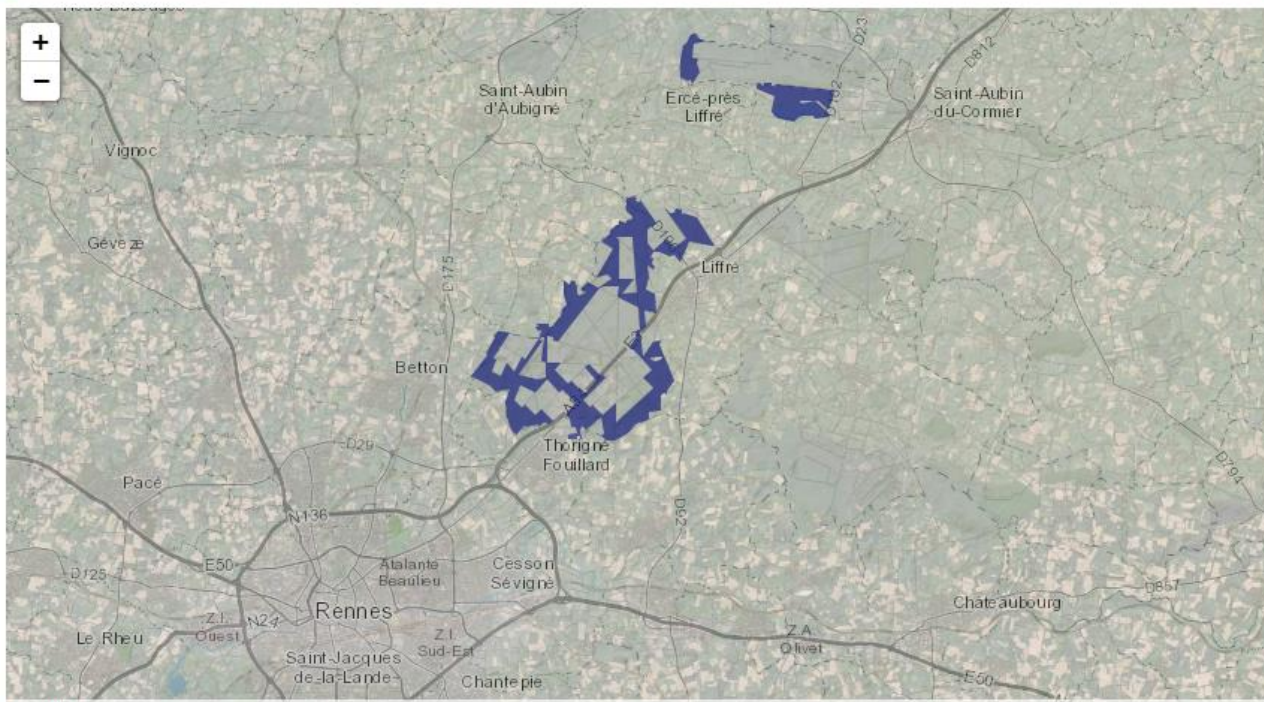 +
−
D23
D812
Saint-Aubin
d'Aubigné
Ercé-près
Liffré
D102
Saint-Aubin
du-Cormier
Vignoc
Gévezé
D175
Liffré
Betton
Thorigné
Fouillard
D29
Pacé
N136
D92
D794
E50
Atalante
Beaulieu
Cesson
Sévigné
D125
D857
Châteaubourg
Rennes
Z.I.
Ouest
N24
Le Rheu
Z.I.
Sud-Est
Z.A.
Olivet
Saint-Jacques
de-la-Lande
Chantepie
E50